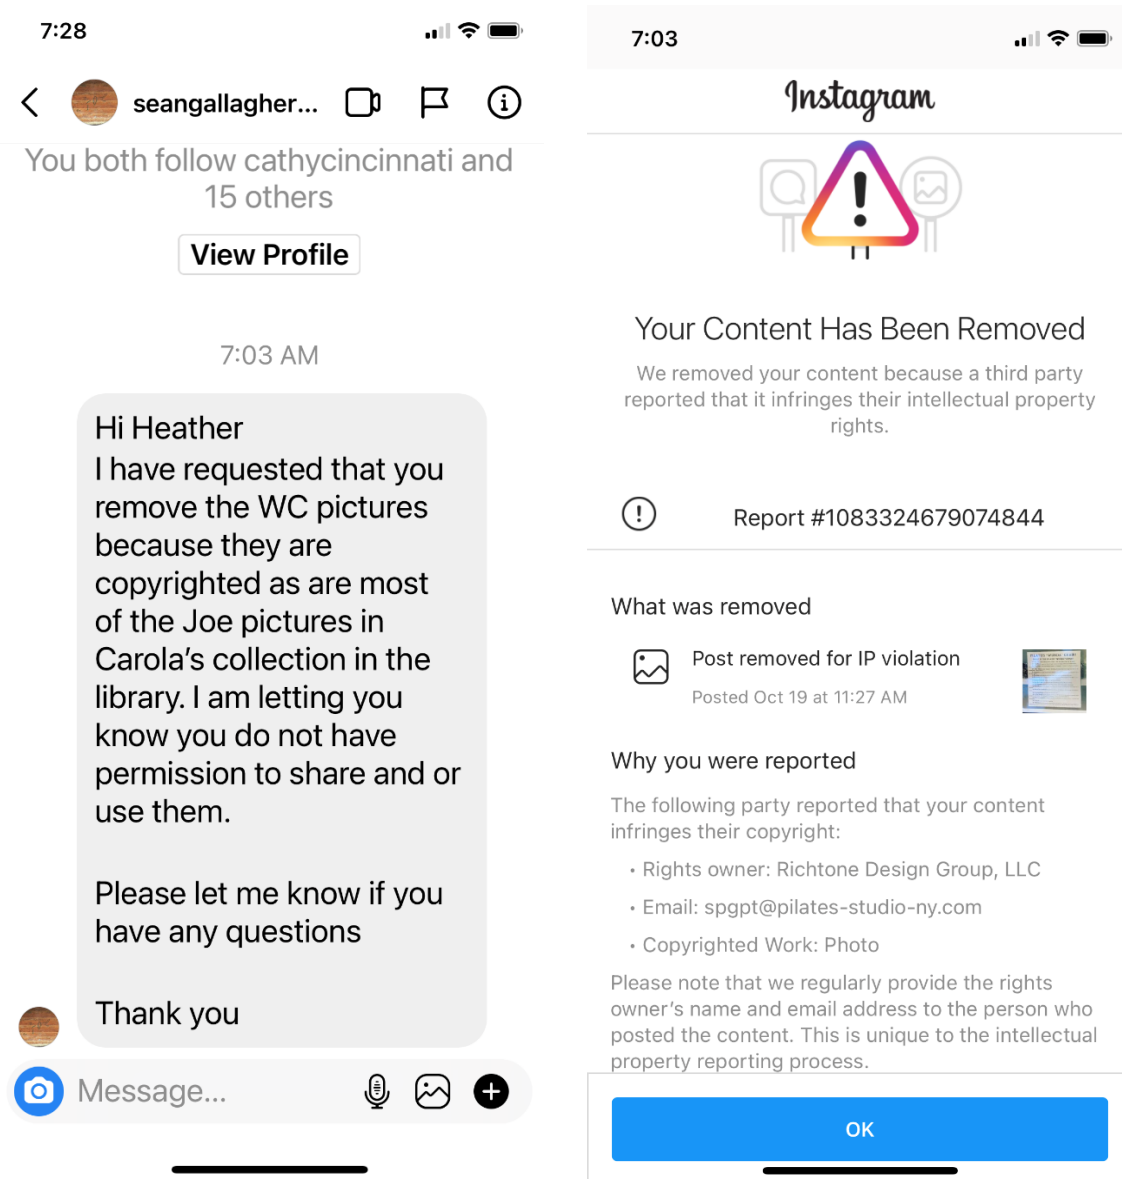 7:28
seangallagher...
You both follow cathycincinnati and
15 others
View Profile
7:03 AM
Hi Heather
I have requested that you
remove the WC pictures
because they are
copyrighted as are most
of the Joe pictures in
Carola's collection in the
library. I am letting you
know you do not have
permission to share and or
use them.
Please let me know if you
have any questions
Thank you
Message...
7:03
Instagram
Your Content Has Been Removed
We removed your content because a third party
reported that it infringes their intellectual property
rights.
Report #1083324679074844
What was removed
Post removed for IP violation
Posted Oct 19 at 11:27 AM
Why you were reported
The following party reported that your content
infringes their copyright:
• Rights owner: Richtone Design Group, LLC
• Email: spgpt@pilates-studio-ny.com
• Copyrighted Work: Photo
Please note that we regularly provide the rights
owner's name and email address to the person who
posted the content. This is unique to the intellectual
property reporting process.
OK